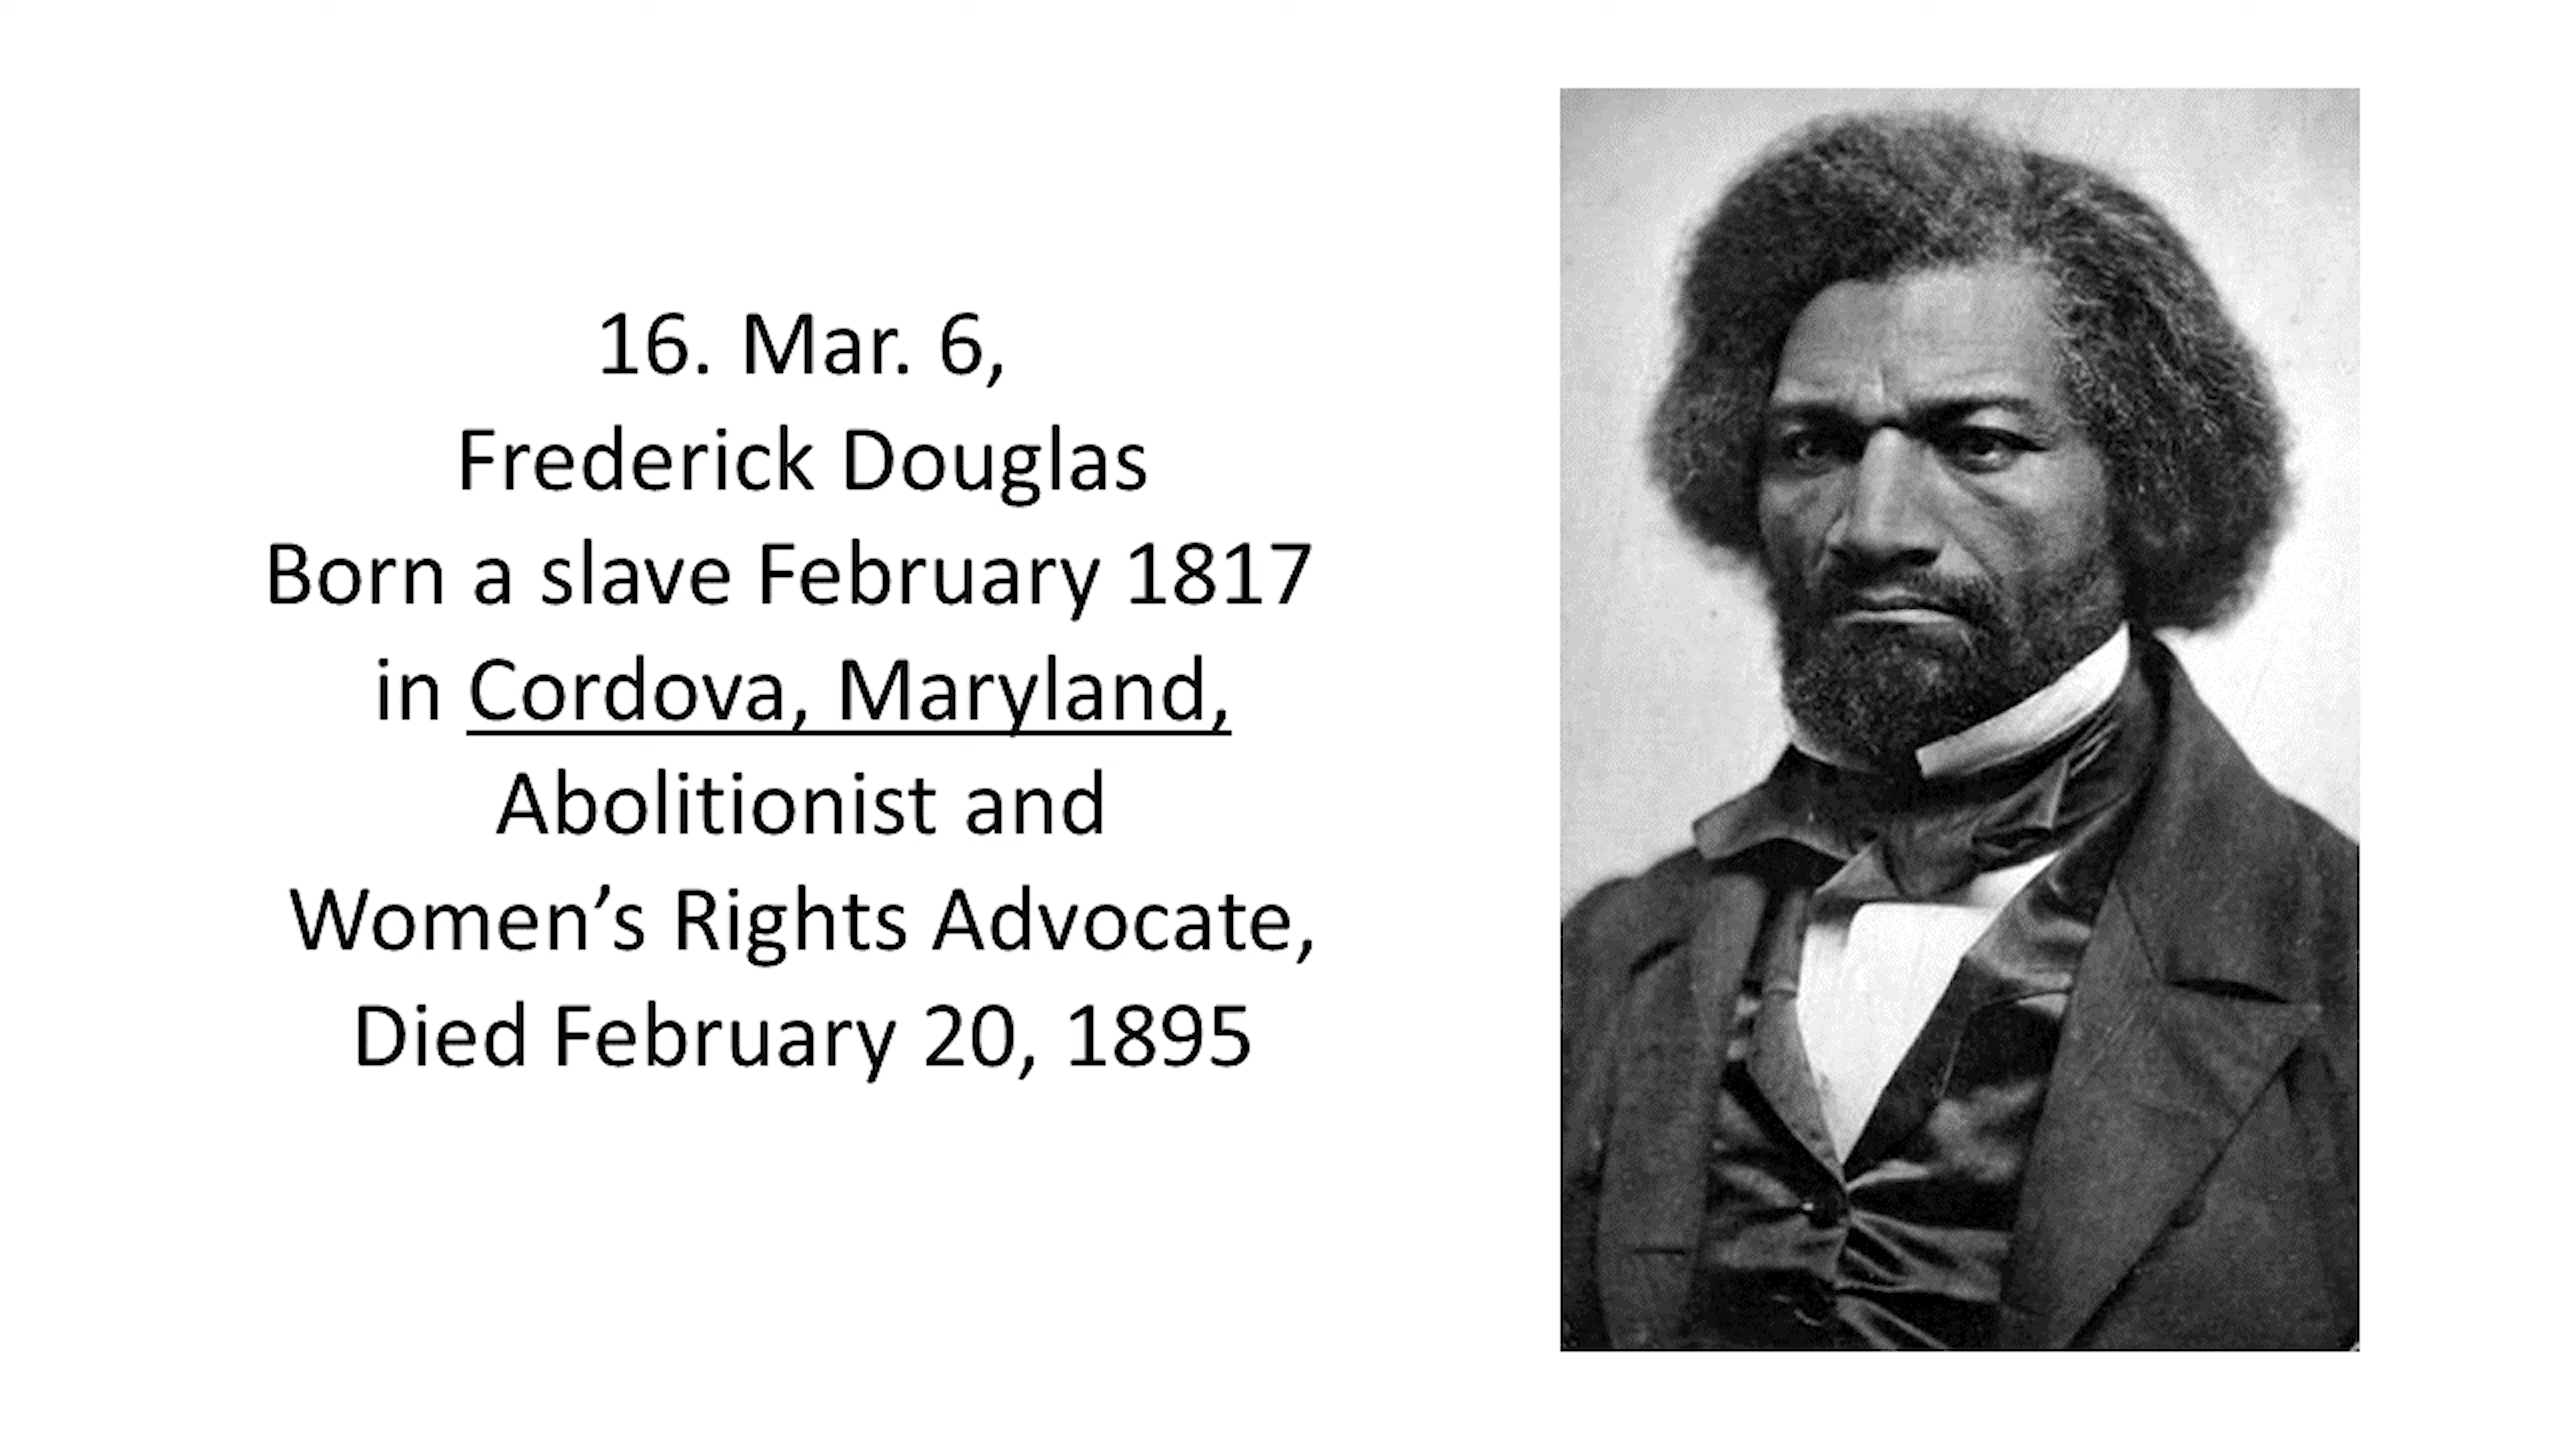 16. Mar. 6,
Frederick Douglas
Born a slave February 1817
in Cordova, Maryland,
Abolitionist and
Women’s Rights Advocate,
Died February 20, 1895